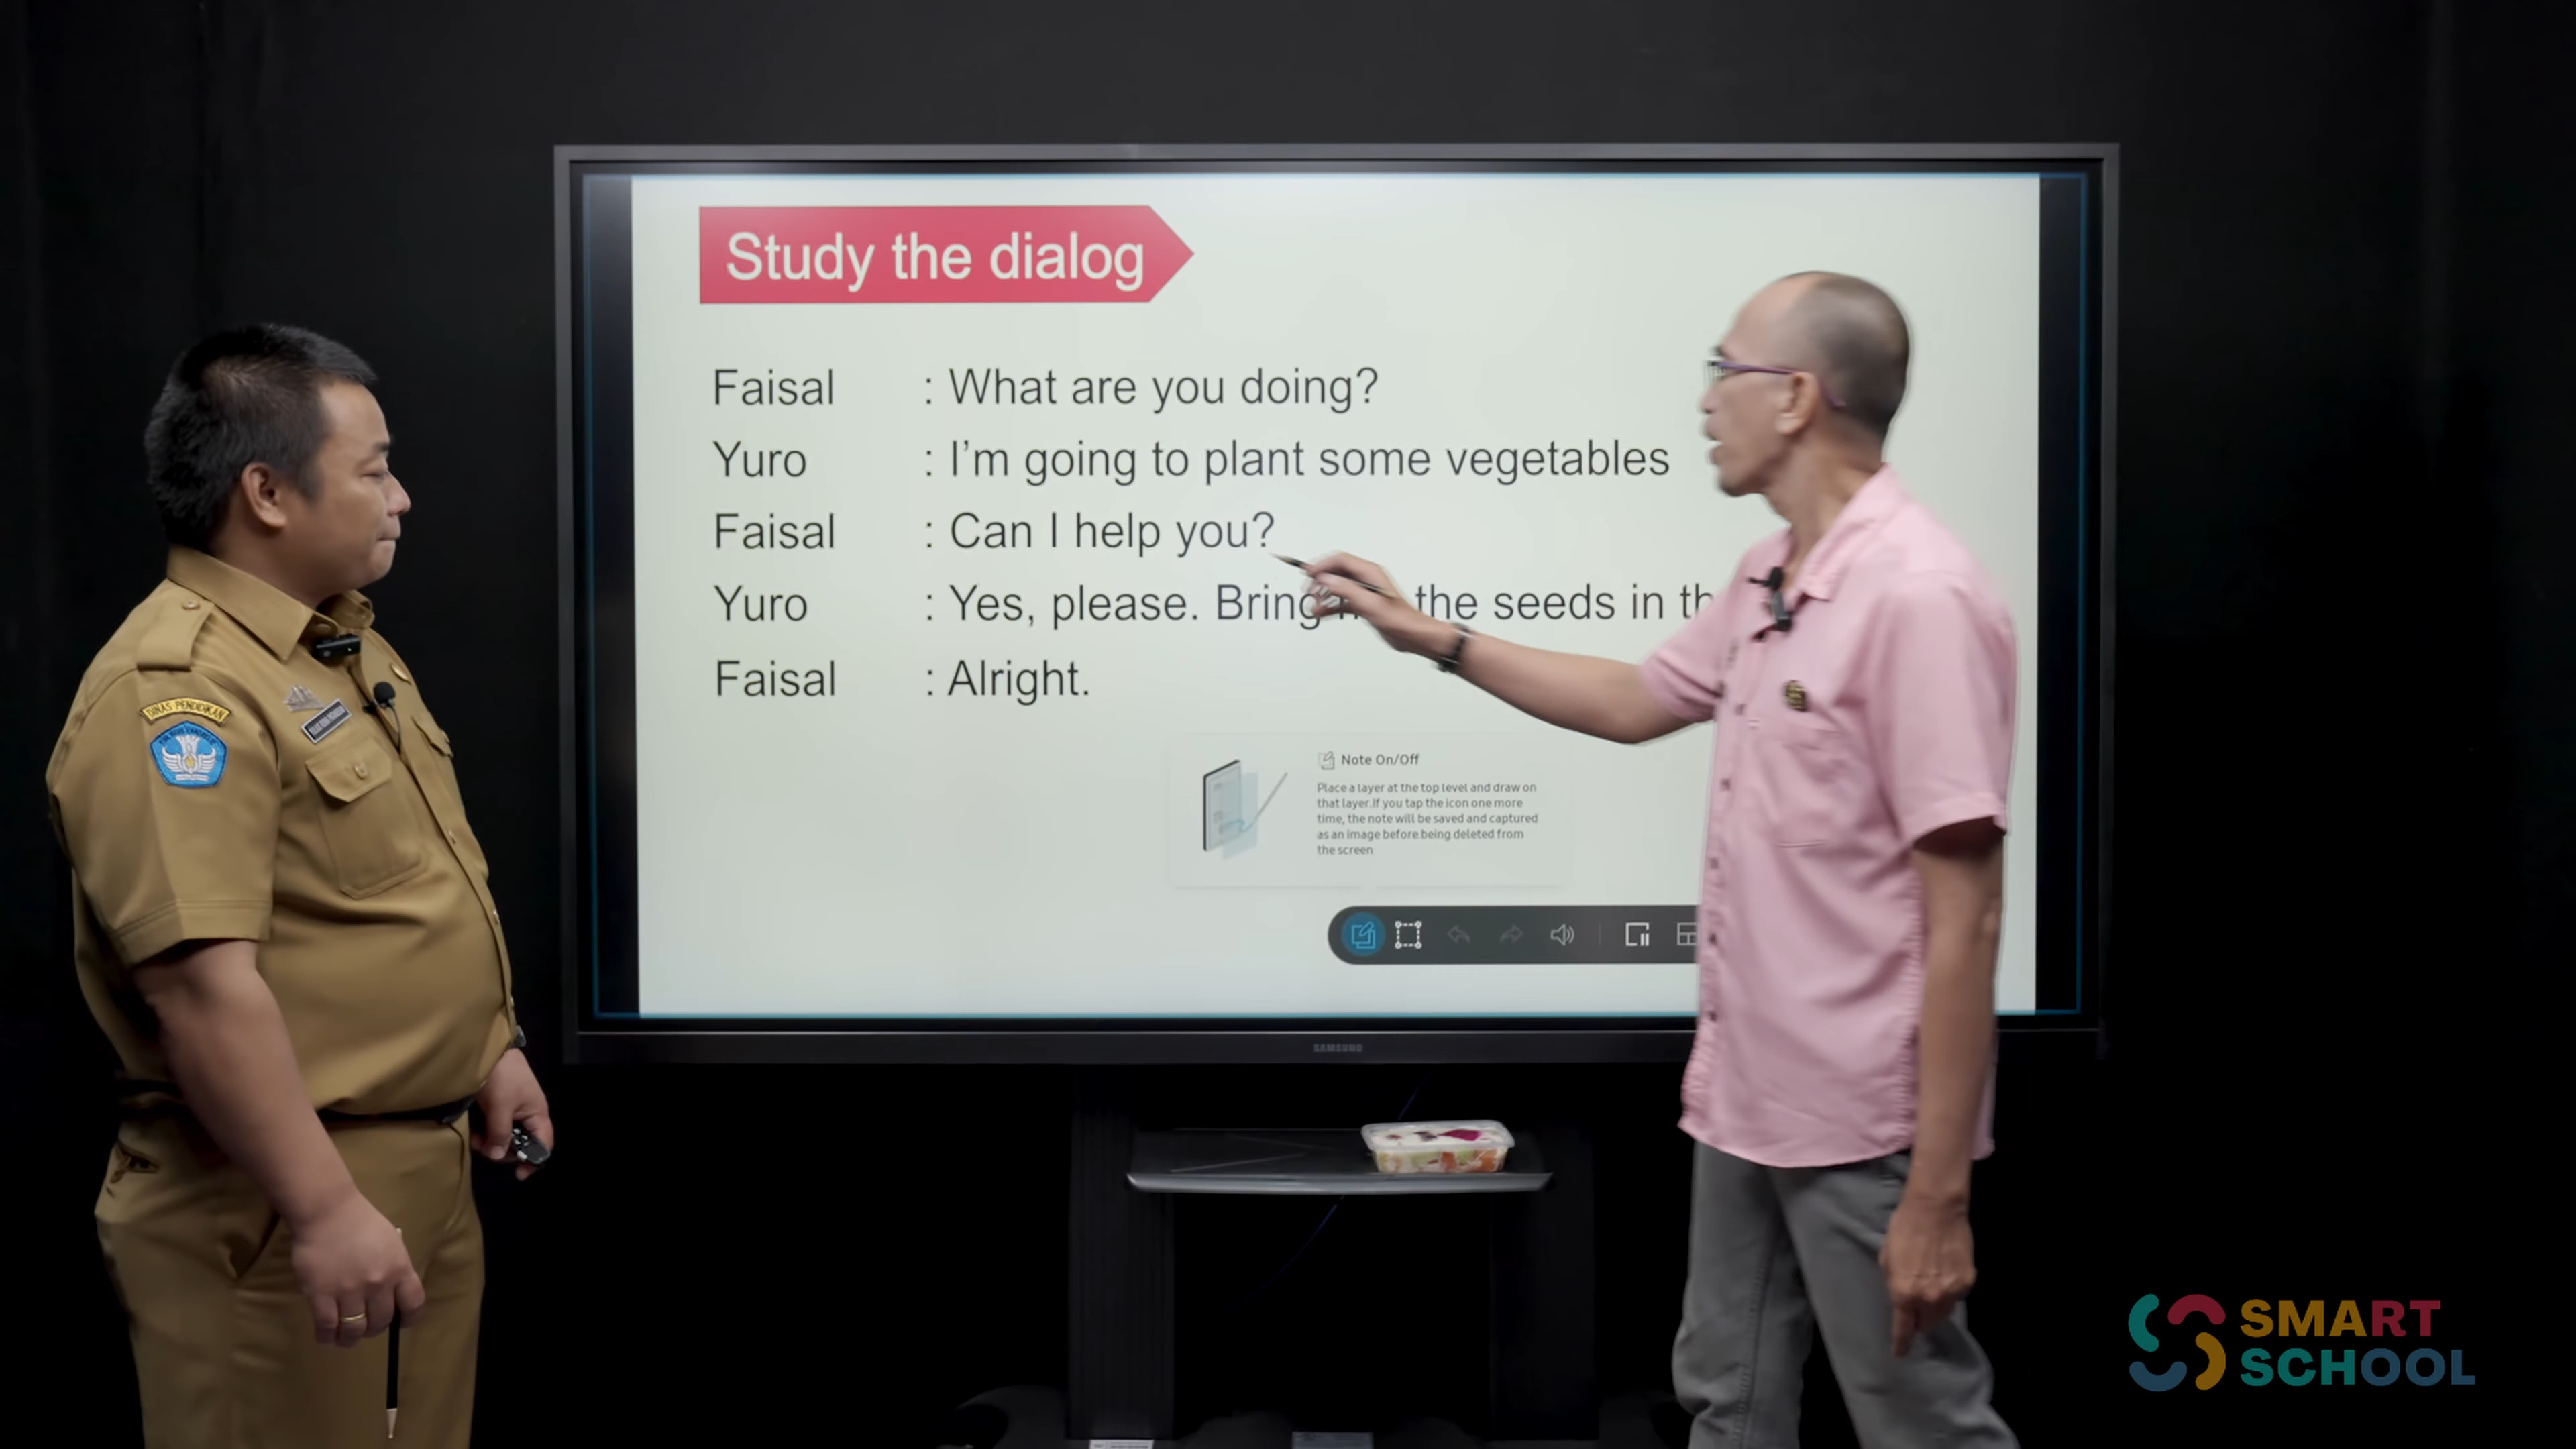 Study the dialog
Faisal : What are you doing?
Yuro : I'm going to plant some vegetables
Faisal : Can I help you?
Yuro : Yes, please. Bring the seeds in
Faisal : Alright.
Note On/Off
Place a layer at the top level and draw on
that layer.If you tap the icon one more
time, the note will be saved and captured
as an image before being deleted from
the screen
SAMSUNG
DINAS PENDIDIKAN
SMART
SCHOOL